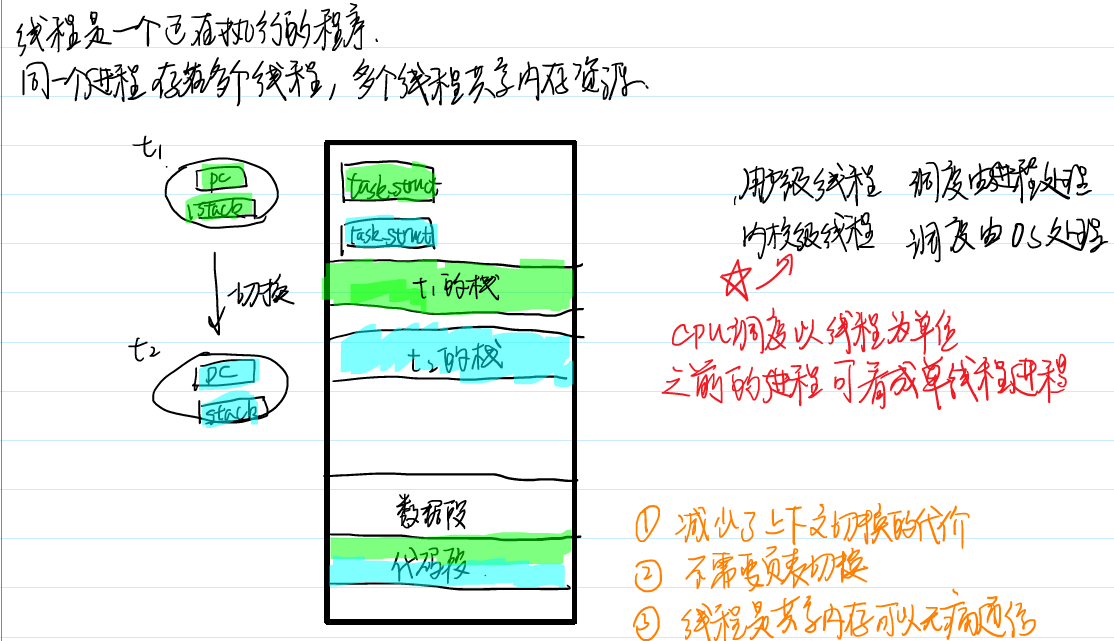 线程是一个正在执行的程序.
同一个进程存在多个线程，多个线程共享内存资源.
t₁
pc
stack
切换
t₂
pc
stack
task_struct
task_struct
t₁的栈
t₂的栈
数据段
代码段
用户级线程 调度由进程处理
内核级线程 调度由OS处理
CPU调度以线程为单位
之前的进程可看成单线程进程
① 减少了上下文切换的代价
② 不需要页表切换
③ 线程是共享内存可以无痛通信